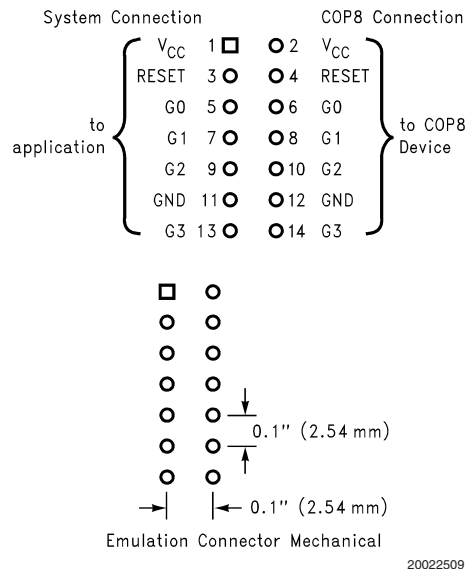 System Connection COP8 Connection
VCC 1 2 VCC
RESET 3 4 RESET
G0 5 6 G0
to application
G1 7 8 G1
to COP8 Device
G2 9 10 G2
GND 11 12 GND
G3 13 14 G3
0.1" (2.54 mm)
0.1" (2.54 mm)
Emulation Connector Mechanical
20022509